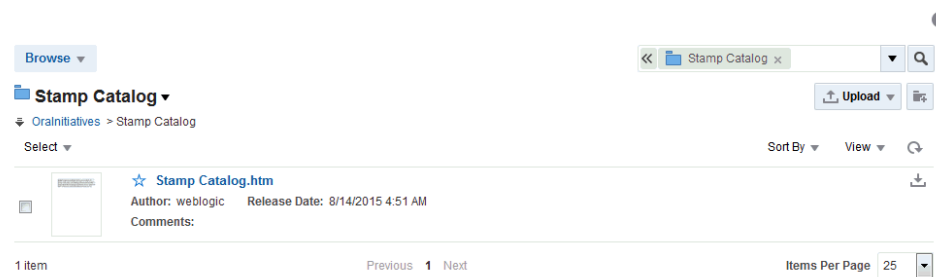 Browse
Stamp Catalog
Stamp Catalog
Upload
OraInitiatives > Stamp Catalog
Select
Sort By View
Stamp Catalog.htm
Author: weblogic Release Date: 8/14/2015 4:51 AM
Comments:
1 item Previous 1 Next Items Per Page 25